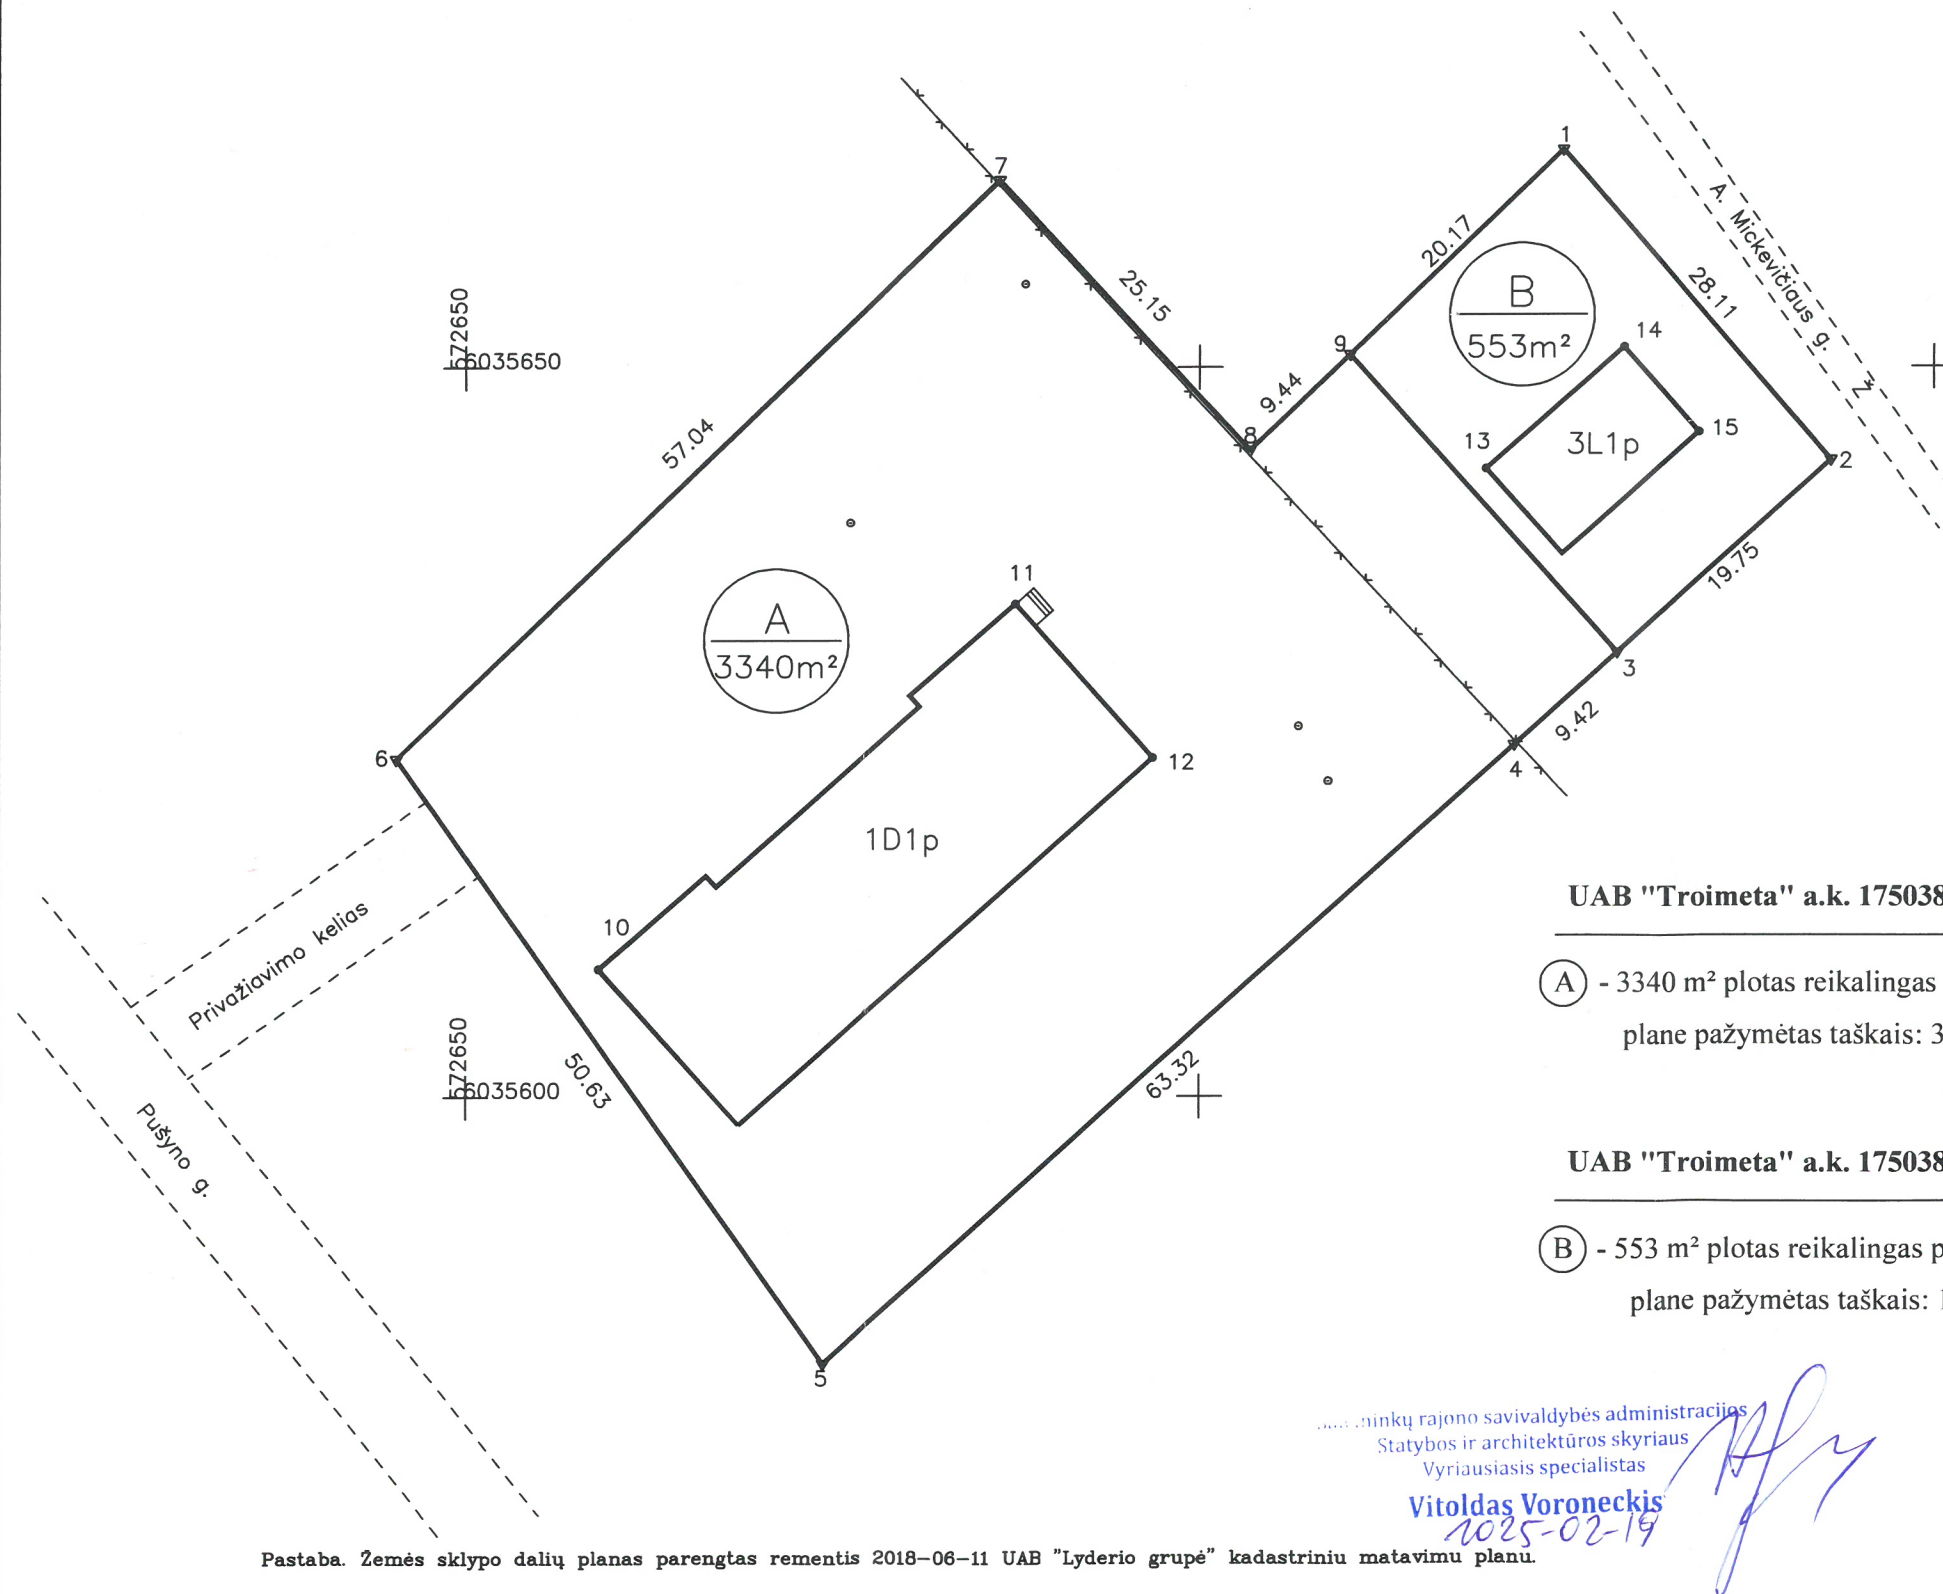 1
7
A. Mickevičiaus g.
20.17
B
553m²
28.11
25.15
572650
6035650
9
14
9.44
57.04
8
13
3L1p
15
2
19.75
11
A
3340m²
3
9.42
6
12
4
1D1p
UAB "Troimeta" a.k. 175038
10
Privažiavimo kelias
A - 3340 m² plotas reikalingas
plane pažymėtas taškais: 3
572650
6035600
50.63
63.32
Pušyno g.
UAB "Troimeta" a.k. 175038
B - 553 m² plotas reikalingas p
plane pažymėtas taškais: 1
5
rajono savivaldybės administracijos
Statybos ir architektūros skyriaus
Vyriausiasis specialistas
Vitoldas Voroneckis
2025-02-19
Pastaba. Žemės sklypo dalių planas parengtas rementis 2018-06-11 UAB "Lyderio grupė" kadastriniu matavimu planu.